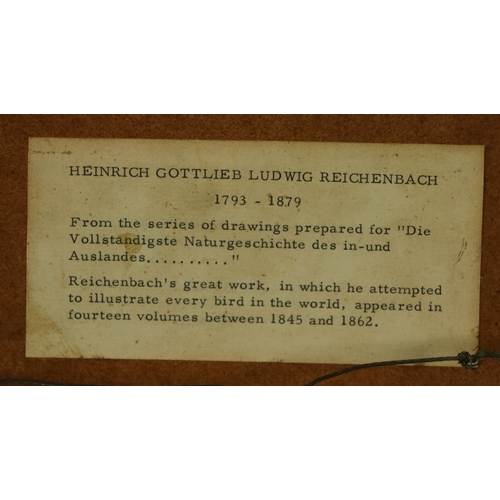 HEINRICH GOTTLIEB LUDWIG REICHENBACH
1793 - 1879
From the series of drawings prepared for "Die
Vollstandigste Naturgeschichte des in-und
Auslandes.........."
Reichenbach's great work, in which he attempted
to illustrate every bird in the world, appeared in
fourteen volumes between 1845 and 1862.